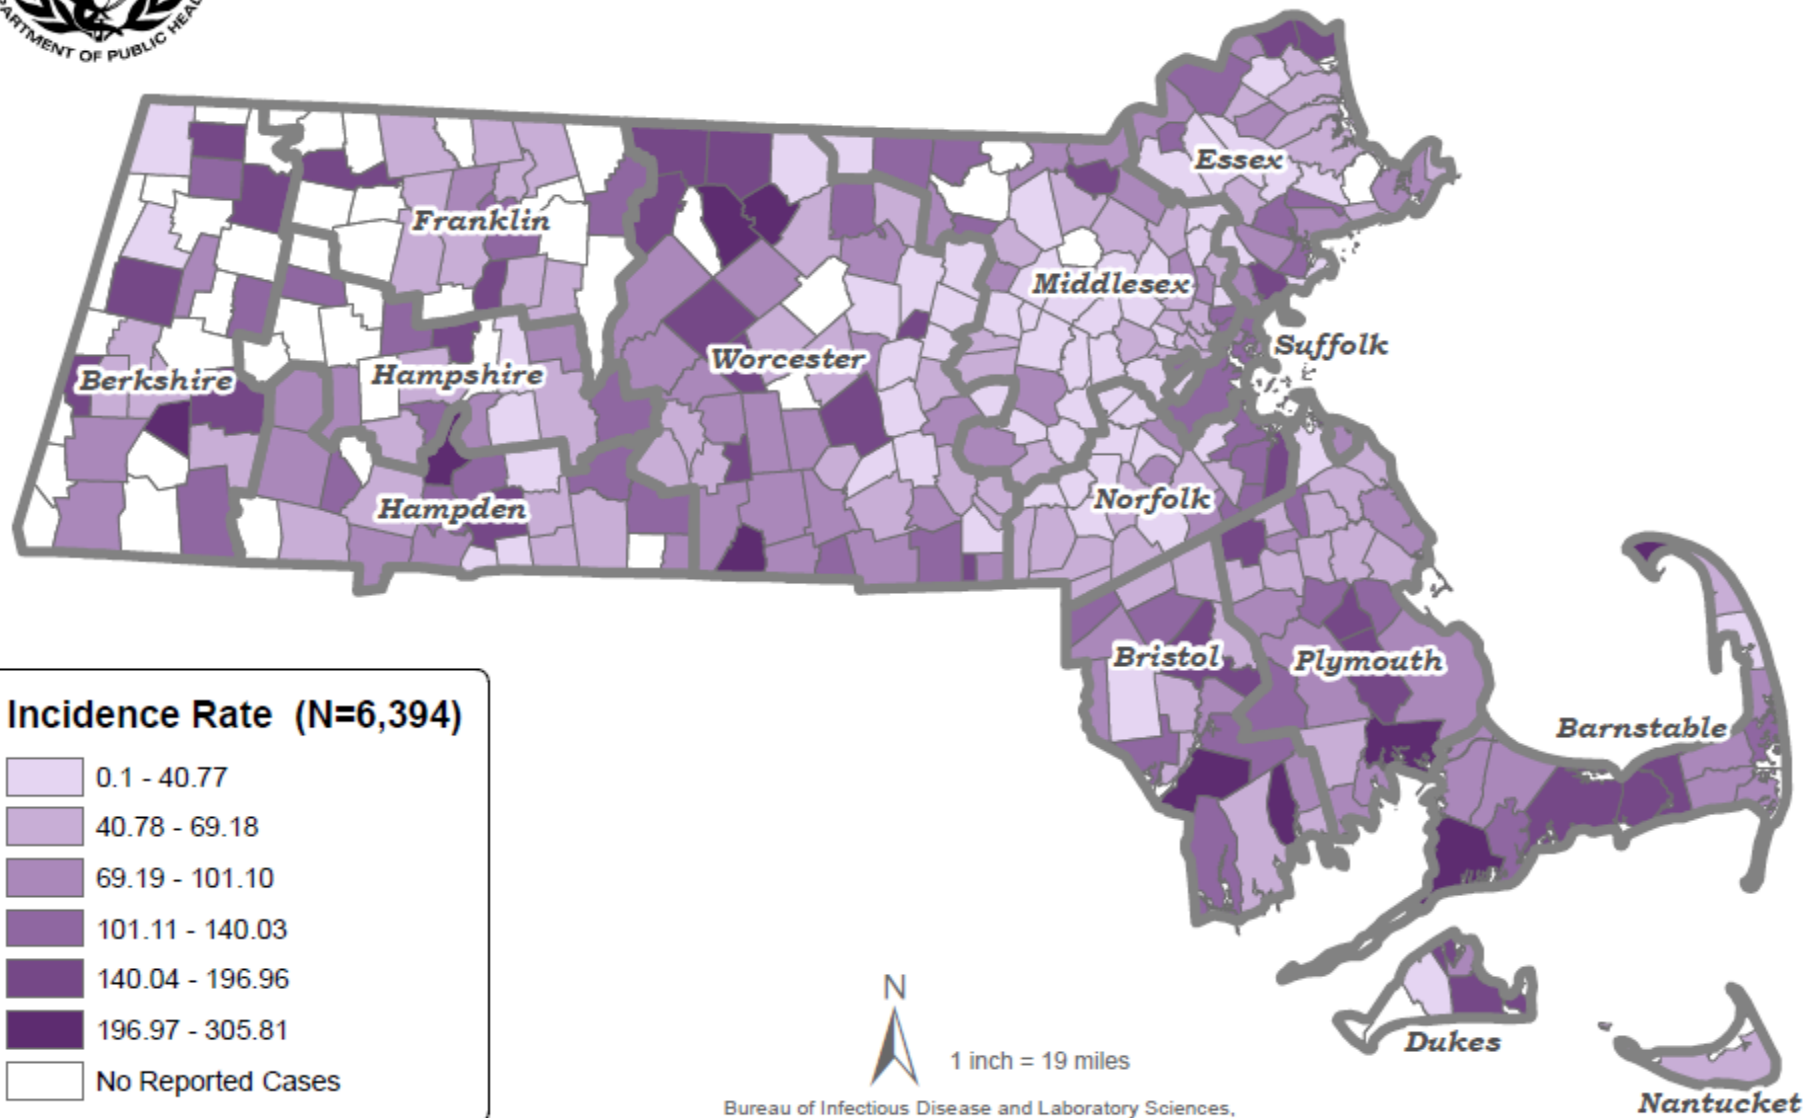 DEPARTMENT OF PUBLIC
Essex
Franklin
Middlesex
Suffolk
Worcester
Berkshire
Hampshire
Norfolk
Hampden
Bristol
Plymouth
Barnstable
Dukes
Nantucket
Incidence Rate (N=6,394)
0.1 - 40.77
40.78 - 69.18
69.19 - 101.10
101.11 - 140.03
140.04 - 196.96
196.97 - 305.81
No Reported Cases
N
1 inch = 19 miles
Bureau of Infectious Disease and Laboratory Sciences,